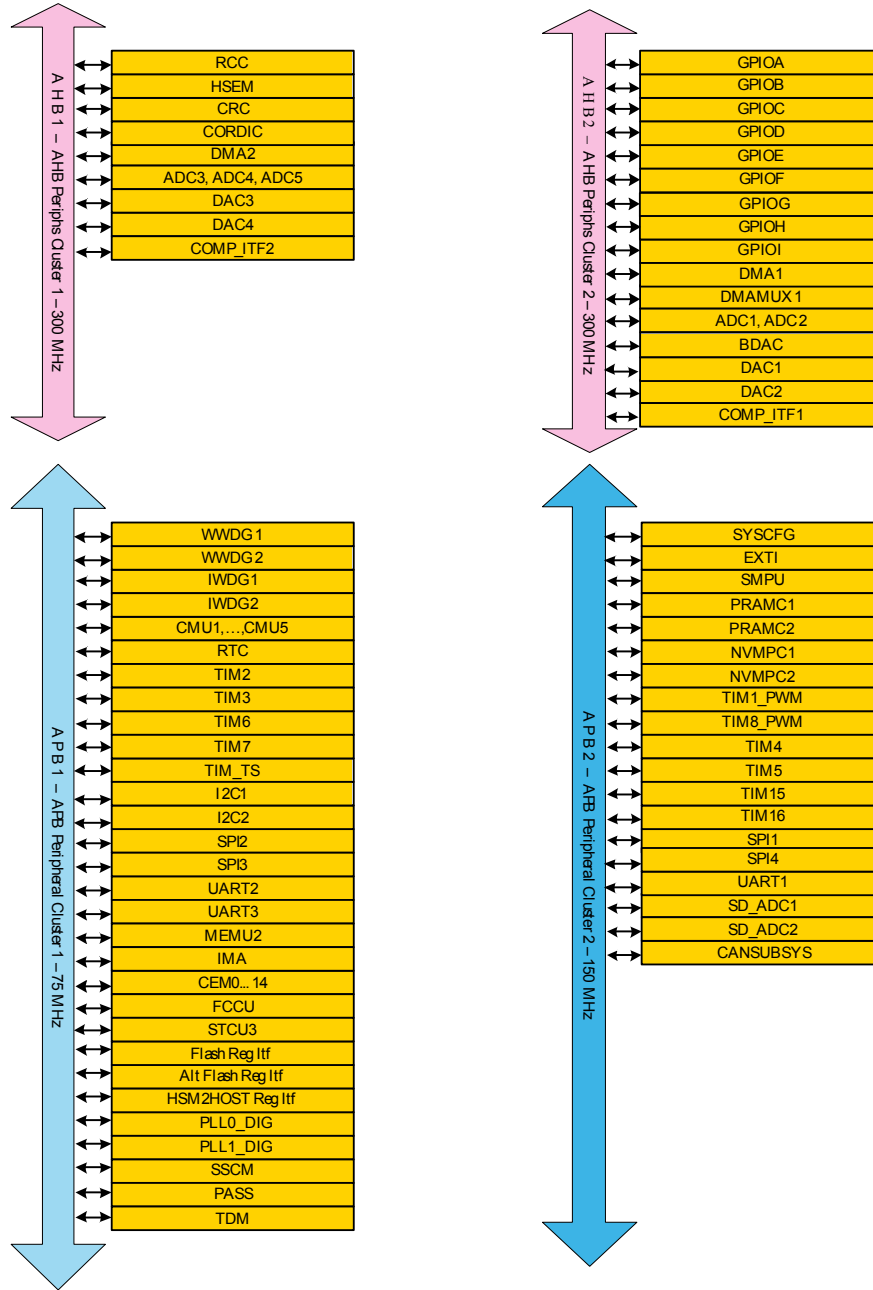 AHB1 – AHB Periphs Cluster 1 – 300 MHz
RCC
HSEM
CRC
CORDIC
DMA2
ADC3, ADC4, ADC5
DAC3
DAC4
COMP_ITF2
AHB2 – AHB Periphs Cluster 2 – 300 MHz
GPIOA
GPIOB
GPIOC
GPIOD
GPIOE
GPIOF
GPIOG
GPIOH
GPIOI
DMA1
DMAMUX1
ADC1, ADC2
BDAC
DAC1
DAC2
COMP_ITF1
APB1 – APB Peripheral Cluster 1 – 75 MHz
WWDG1
WWDG2
IWDG1
IWDG2
CMU1,...,CMU5
RTC
TIM2
TIM3
TIM6
TIM7
TIM_TS
I2C1
I2C2
SPI2
SPI3
UART2
UART3
MEMU2
IMA
CEM0...14
FCCU
STCU3
Flash Reg Itf
Alt Flash Reg Itf
HSM2HOST Reg Itf
PLL0_DIG
PLL1_DIG
SSCM
PASS
TDM
APB2 – APB Peripheral Cluster 2 – 150 MHz
SYSCFG
EXTI
SMPU
PRAMC1
PRAMC2
NVMPC1
NVMPC2
TIM1_PWM
TIM8_PWM
TIM4
TIM5
TIM15
TIM16
SPI1
SPI4
UART1
SD_ADC1
SD_ADC2
CANSUBSYS